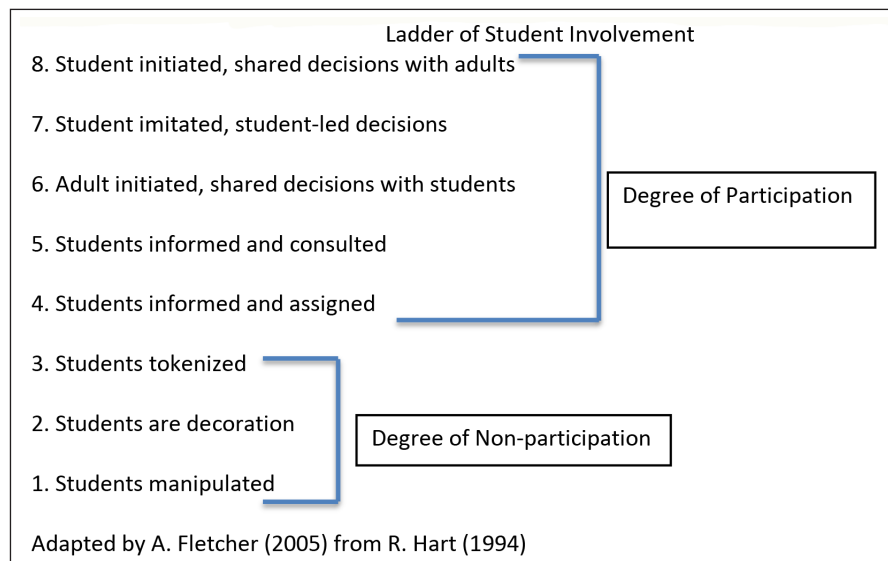 Ladder of Student Involvement
8. Student initiated, shared decisions with adults
7. Student imitated, student-led decisions
6. Adult initiated, shared decisions with students
Degree of Participation
5. Students informed and consulted
4. Students informed and assigned
3. Students tokenized
2. Students are decoration
Degree of Non-participation
1. Students manipulated
Adapted by A. Fletcher (2005) from R. Hart (1994)